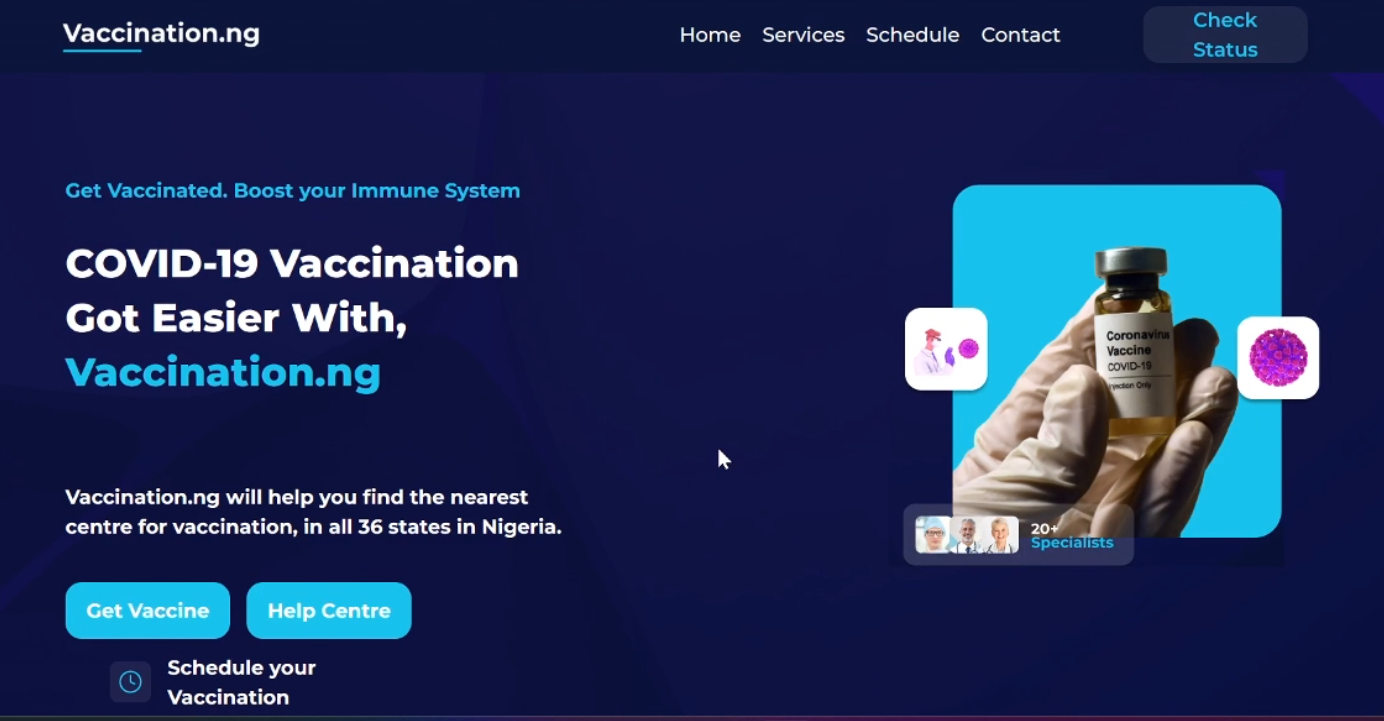 Vaccination.ng
Home Services Schedule Contact
Check
Status
Get Vaccinated. Boost your Immune System
COVID-19 Vaccination
Got Easier With,
Vaccination.ng
Vaccination.ng will help you find the nearest
centre for vaccination, in all 36 states in Nigeria.
Get Vaccine
Help Centre
Schedule your
Vaccination
Coronavirus
Vaccine
COVID-19
Injection Only
20+
Specialists